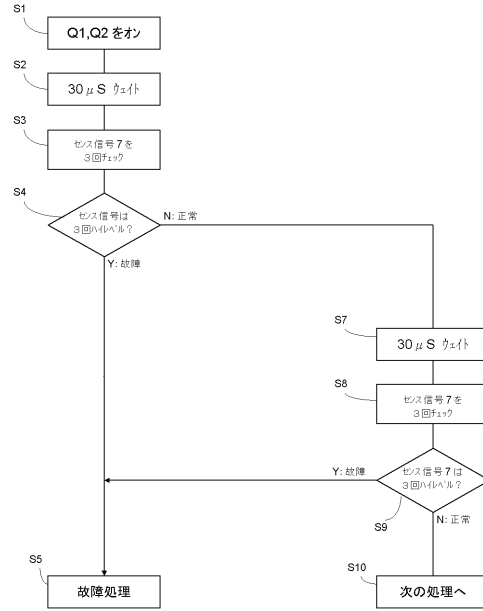 S1
Q1,Q2 をオン
S2
30μS ウェイト
S3
センス信号7を
3回チェック
S4
センス信号は
3回ハイレベル？
N: 正常
Y: 故障
S7
30μS ウェイト
S8
センス信号7を
3回チェック
Y: 故障
センス信号7は
3回ハイレベル？
S9
N: 正常
S5
故障処理
S10
次の処理へ